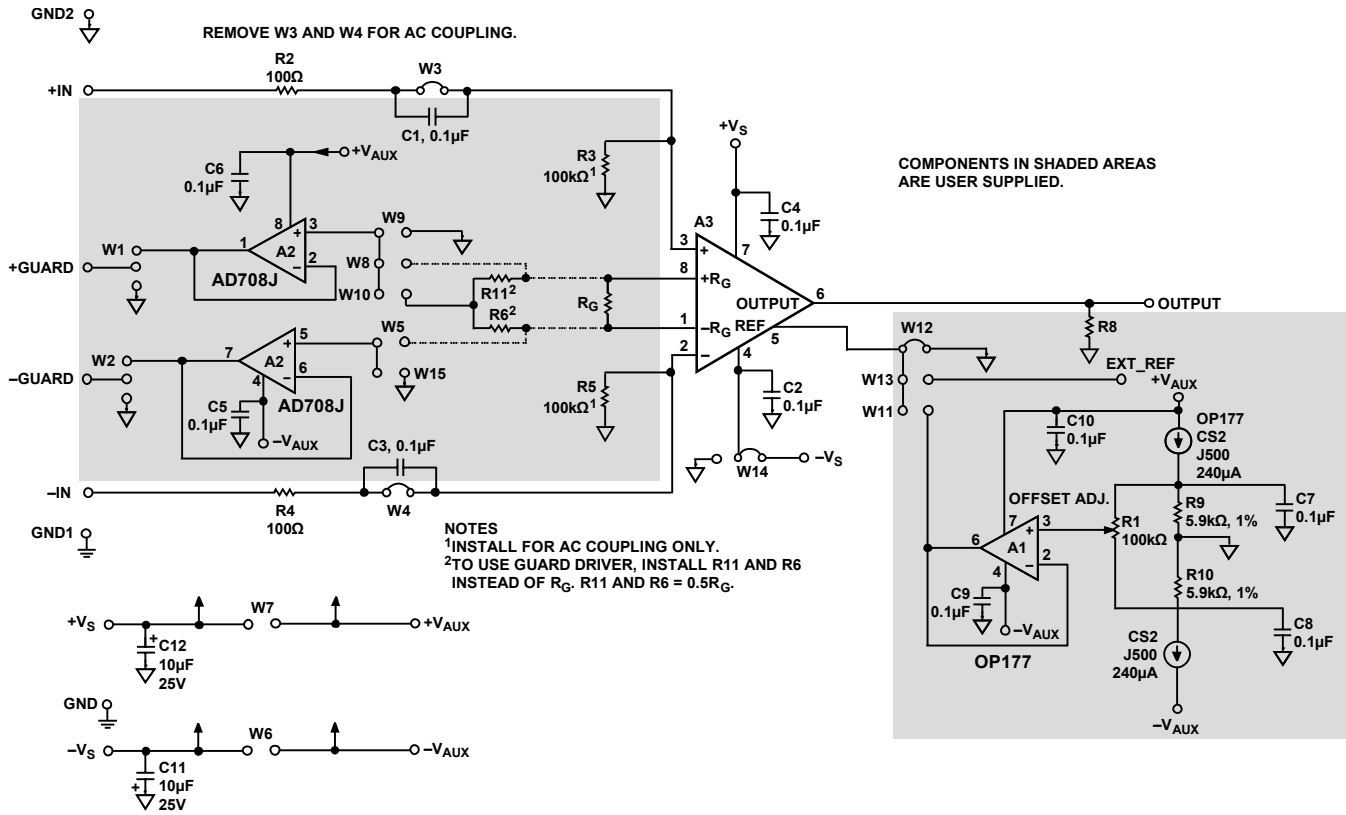 GND2
REMOVE W3 AND W4 FOR AC COUPLING.
+IN
R2
100Ω
W3
C1, 0.1µF
+VS
C6
0.1µF
+VAUX
R3
100kΩ1
COMPONENTS IN SHADED AREAS
ARE USER SUPPLIED.
A3
C4
0.1µF
7
8
3
+
A2
2
−
1
W1
+GUARD
AD708J
W9
W8
W10
R112
R62
RG
3
+
8
+RG
OUTPUT
6
OUTPUT
1
−RG
REF
5
2
−
4
R8
W2
−GUARD
7
5
+
A2
6
−
4
AD708J
C5
0.1µF
−VAUX
W5
W15
R5
100kΩ1
C2
0.1µF
W14
−VS
W12
W13
W11
EXT_REF
+VAUX
C10
0.1µF
OP177
CS2
J500
240µA
OFFSET ADJ.
7
3
+
6
A1
2
−
4
R1
100kΩ
R9
5.9kΩ, 1%
C7
0.1µF
R10
5.9kΩ, 1%
C9
0.1µF
−VAUX
OP177
C8
0.1µF
CS2
J500
240µA
−VAUX
C3, 0.1µF
−IN
R4
100Ω
W4
GND1
NOTES
1INSTALL FOR AC COUPLING ONLY.
2TO USE GUARD DRIVER, INSTALL R11 AND R6
INSTEAD OF RG. R11 AND R6 = 0.5RG.
+VS
W7
+VAUX
+
C12
10µF
25V
GND
−VS
W6
−VAUX
+
C11
10µF
25V